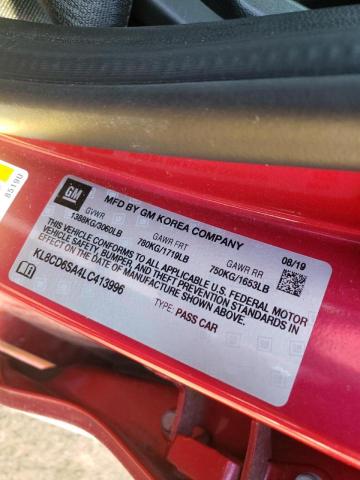 GM
MFD BY GM KOREA COMPANY
08/19
GVWR GAWR FRT GAWR RR
1388KG/3060LB 780KG/1719LB 750KG/1653LB
THIS VEHICLE CONFORMS TO ALL APPLICABLE U.S. FEDERAL MOTOR
VEHICLE SAFETY, BUMPER, AND THEFT PREVENTION STANDARDS IN
EFFECT ON THE DATE OF MANUFACTURE SHOWN ABOVE.
KL8CD6SA4LC413996
TYPE: PASS CAR
85190